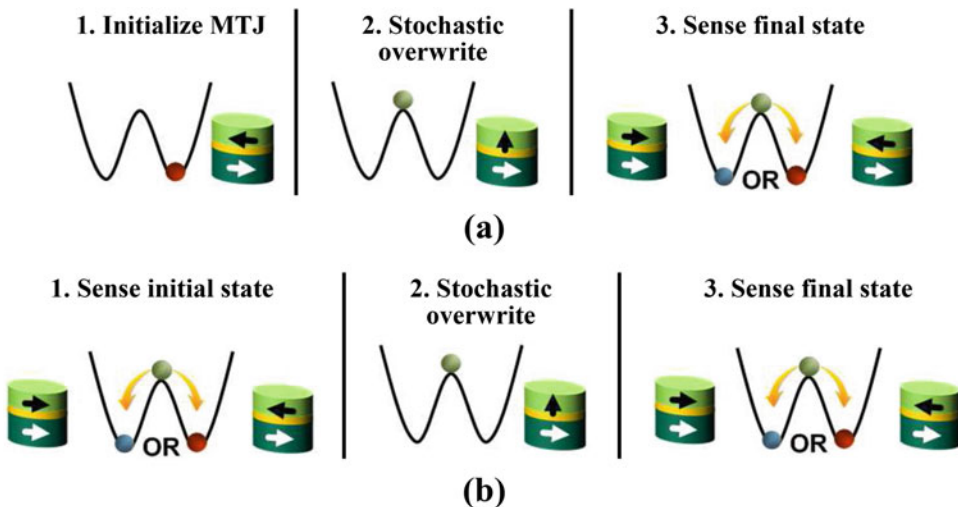 1. Initialize MTJ
2. Stochastic
overwrite
3. Sense final state
OR
(a)
1. Sense initial state
2. Stochastic
overwrite
3. Sense final state
OR
OR
(b)